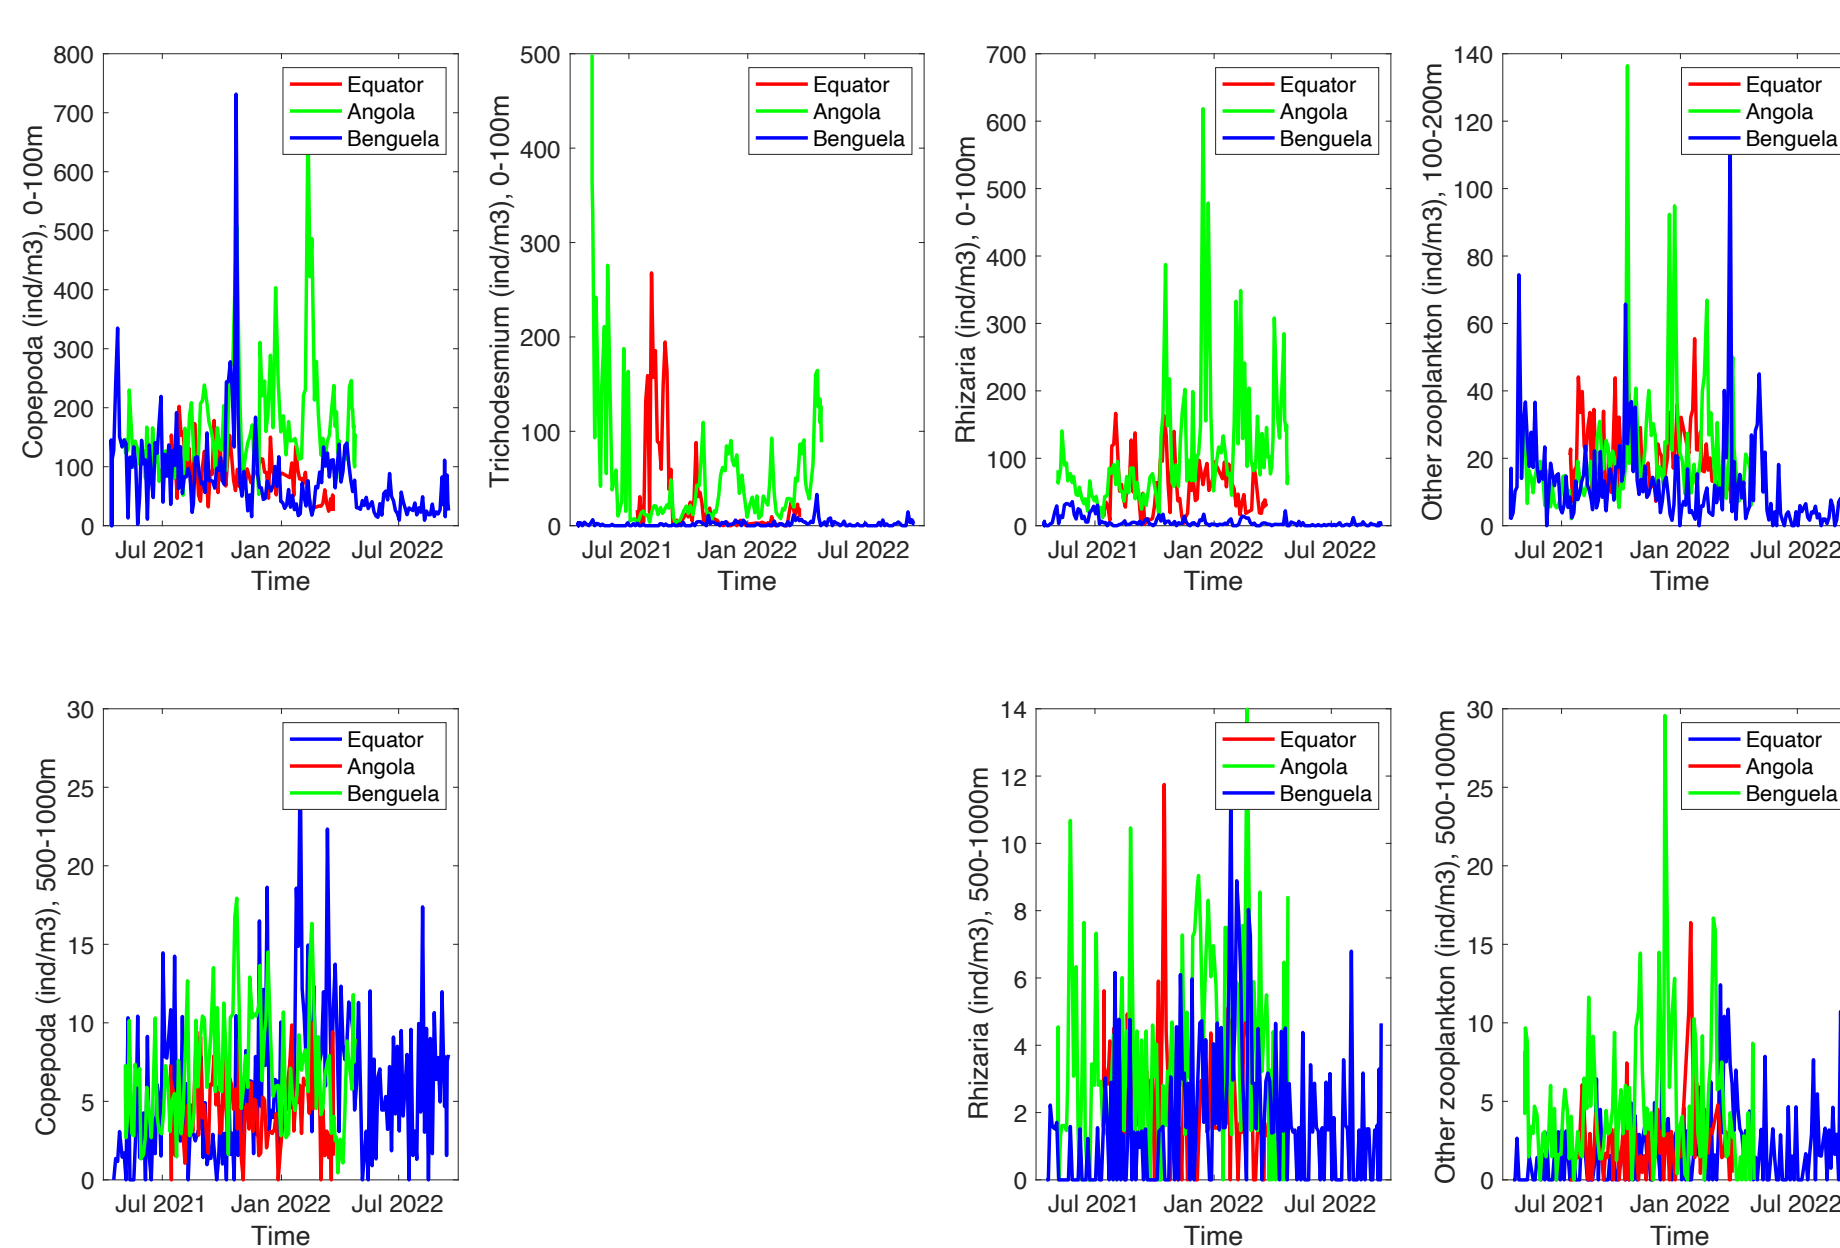 Copepoda (ind/m3), 0-100m
800
700
600
500
400
300
200
100
0
Equator
Angola
Benguela
Jul 2021 Jan 2022 Jul 2022
Time
Trichodesmium (ind/m3), 0-100m
500
400
300
200
100
0
Equator
Angola
Benguela
Jul 2021 Jan 2022 Jul 2022
Time
Rhizaria (ind/m3), 0-100m
700
600
500
400
300
200
100
0
Equator
Angola
Benguela
Jul 2021 Jan 2022 Jul 2022
Time
Other zooplankton (ind/m3), 100-200m
140
120
100
80
60
40
20
0
Equator
Angola
Benguela
Jul 2021 Jan 2022 Jul 2022
Time
Copepoda (ind/m3), 500-1000m
30
25
20
15
10
5
0
Equator
Angola
Benguela
Jul 2021 Jan 2022 Jul 2022
Time
Rhizaria (ind/m3), 500-1000m
14
12
10
8
6
4
2
0
Equator
Angola
Benguela
Jul 2021 Jan 2022 Jul 2022
Time
Other zooplankton (ind/m3), 500-1000m
30
25
20
15
10
5
0
Equator
Angola
Benguela
Jul 2021 Jan 2022 Jul 2022
Time